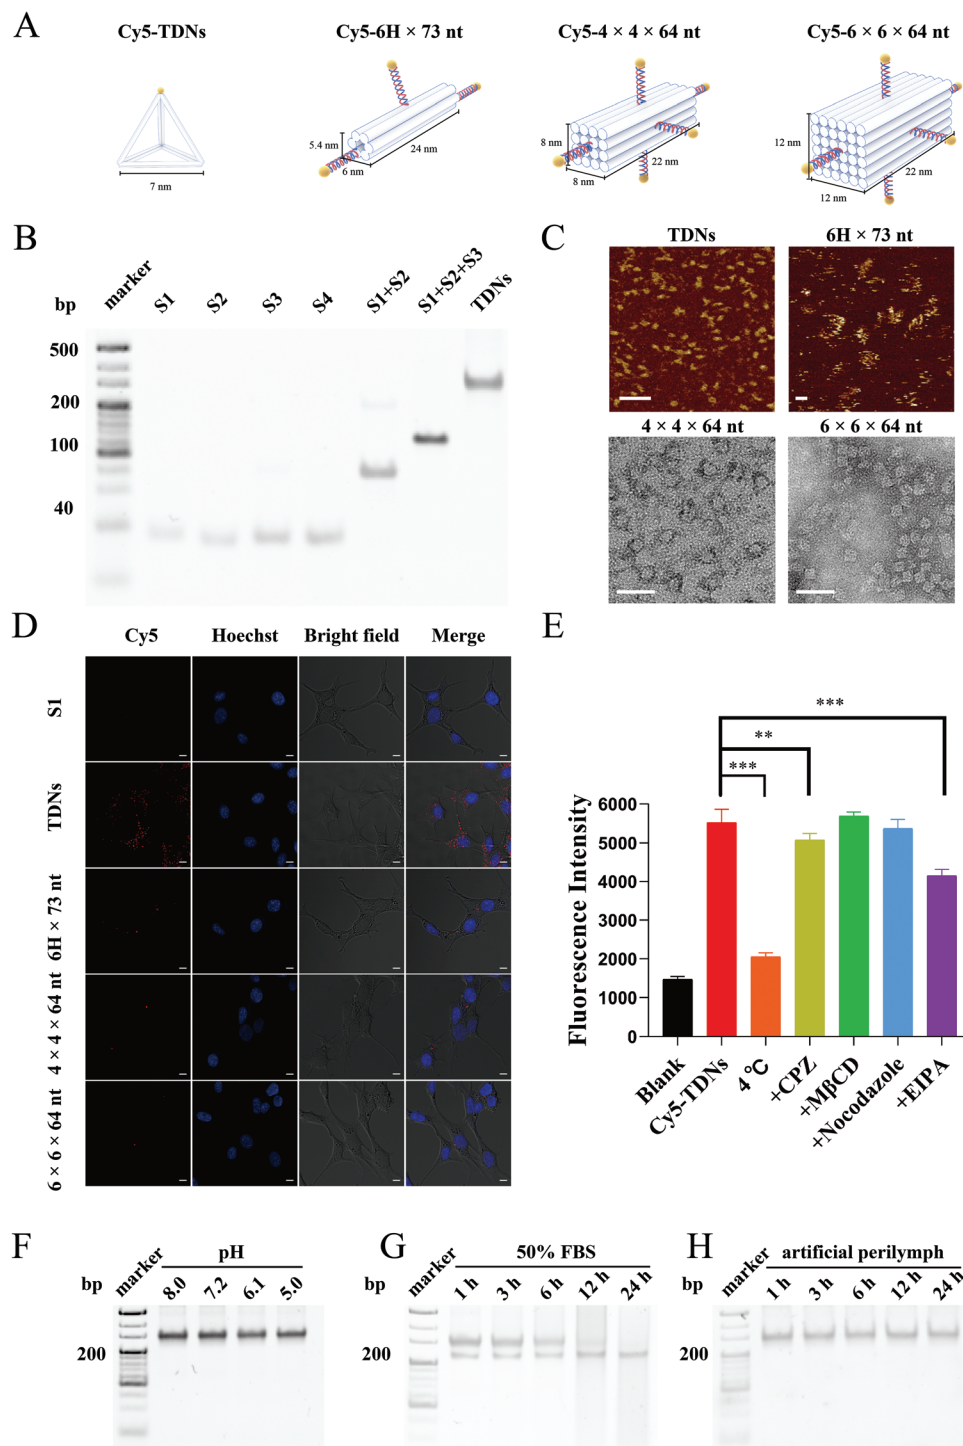 A
Cy5-TDNs
Cy5-6H × 73 nt
Cy5-4 × 4 × 64 nt
Cy5-6 × 6 × 64 nt
7 nm
5.4 nm
6 nm
24 nm
8 nm
8 nm
22 nm
12 nm
12 nm
22 nm
B
bp
marker
S1
S2
S3
S4
S1+S2
S1+S2+S3
TDNs
500
200
100
40
C
TDNs
6H × 73 nt
4 × 4 × 64 nt
6 × 6 × 64 nt
D
Cy5
Hoechst
Bright field
Merge
S1
TDNs
6H × 73 nt
4 × 4 × 64 nt
6 × 6 × 64 nt
E
Fluorescence Intensity
6000
5000
4000
3000
2000
1000
0
***
**
***
Blank
Cy5-TDNs
4℃
+CPZ
+MβCD
+Nocodazole
+EIPA
F
bp
marker
pH
8.0
7.2
6.1
5.0
200
G
bp
marker
50% FBS
1 h
3 h
6 h
12 h
24 h
200
H
bp
marker
artificial perilymph
1 h
3 h
6 h
12 h
24 h
200